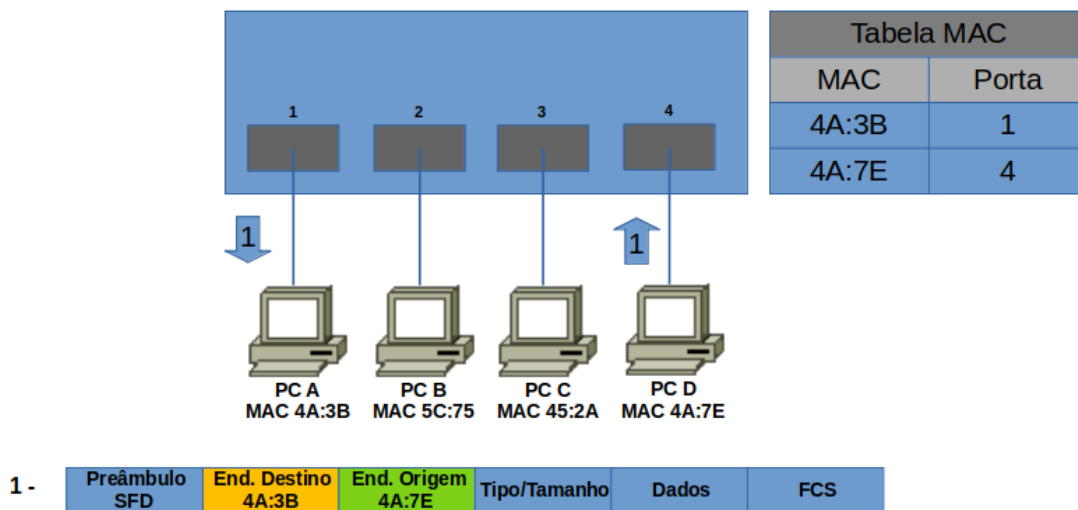 Tabela MAC
MAC Porta
4A:3B 1
4A:7E 4
1 2 3 4
1 1
PC A PC B PC C PC D
MAC 4A:3B MAC 5C:75 MAC 45:2A MAC 4A:7E
1 - Preâmbulo SFD End. Destino 4A:3B End. Origem 4A:7E Tipo/Tamanho Dados FCS